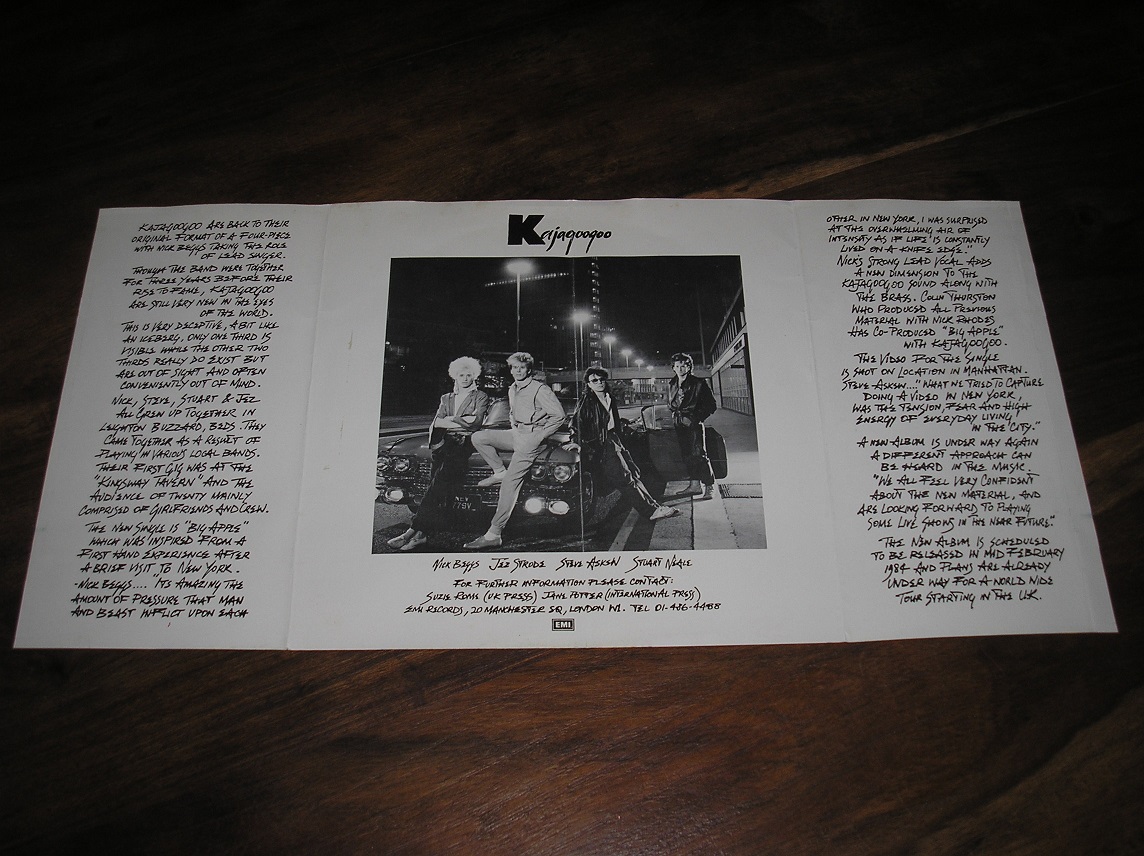 KAJAGOOGOO ARE BACK TO THEIR
ORIGINAL FORMAT OF A FOUR-PIECE
WITH NICK BEGGS TAKING THE ROLE
OF LEAD SINGER.
THOUGH THE BAND WERE TOGETHER
FOR THREE YEARS BEFORE THEIR
RISE TO FAME, KAJAGOOGOO
ARE STILL VERY NEW IN THE EYES
OF THE WORLD.
THIS IS VERY DECEPTIVE, A BIT LIKE
AN ICEBERG, ONLY ONE THIRD IS
VISIBLE WHILE THE OTHER TWO
THIRDS REALLY DO EXIST BUT
ARE OUT OF SIGHT AND OFTEN
CONVENIENTLY OUT OF MIND.
NICK, STEVE, STUART & JEZ
ALL GREW UP TOGETHER IN
LEIGHTON BUZZARD, BEDS. THEY
CAME TOGETHER AS A RESULT OF
PLAYING IN VARIOUS LOCAL BANDS.
THEIR FIRST GIG WAS AT THE
"KINGSWAY TAVERN" AND THE
AUDIENCE OF TWENTY MAINLY
COMPRISED OF GIRLFRIENDS AND CREW.
THE NEW SINGLE IS "BIG APPLE"
WHICH WAS INSPIRED FROM A
FIRST HAND EXPERIENCE AFTER
A BRIEF VISIT TO NEW YORK.
-NICK BEGGS.... "ITS AMAZING THE
AMOUNT OF PRESSURE THAT MAN
AND BEAST INFLICT UPON EACH
Kajagoogoo
NICK BEGGS JEZ STRODE STEVE ASKEW STUART NEALE
FOR FURTHER INFORMATION PLEASE CONTACT:
SUZIE ROME (UK PRESS) JANE POTTER (INTERNATIONAL PRESS)
EMI RECORDS, 20 MANCHESTER SQ, LONDON W1. TEL 01-486-4488
EMI
OTHER IN NEW YORK, I WAS SURPRISED
AT THE OVERWHELMING AIR OF
INTENSITY AS IF LIFE IS CONSTANTLY
LIVED ON A KNIFE EDGE."
NICK'S STRONG LEAD VOCAL ADDS
A NEW DIMENSION TO THE
KAJAGOOGOO SOUND ALONG WITH
THE BRASS. COLIN THURSTON
WHO PRODUCED ALL PREVIOUS
MATERIAL WITH NICK RHODES
HAS CO-PRODUCED "BIG APPLE"
WITH KAJAGOOGOO.
THE VIDEO FOR THE SINGLE
IS SHOT ON LOCATION IN MANHATTAN.
STEVE ASKEW..." WHAT WE TRIED TO CAPTURE
DOING A VIDEO IN NEW YORK,
WAS THE TENSION, FEAR AND HIGH
ENERGY OF EVERYDAY LIVING
IN THE CITY."
A NEW ALBUM IS UNDER WAY AGAIN
A DIFFERENT APPROACH CAN
BE HEARD IN THE MUSIC.
"WE ALL FEEL VERY CONFIDENT
ABOUT THE NEW MATERIAL, AND
ARE LOOKING FORWARD TO PLAYING
SOME LIVE SHOWS IN THE NEAR FUTURE."
THE NEW ALBUM IS SCHEDULED
TO BE RELEASED IN MID FEBRUARY
1984 AND PLANS ARE ALREADY
UNDER WAY FOR A WORLD WIDE
TOUR STARTING IN THE U.K.